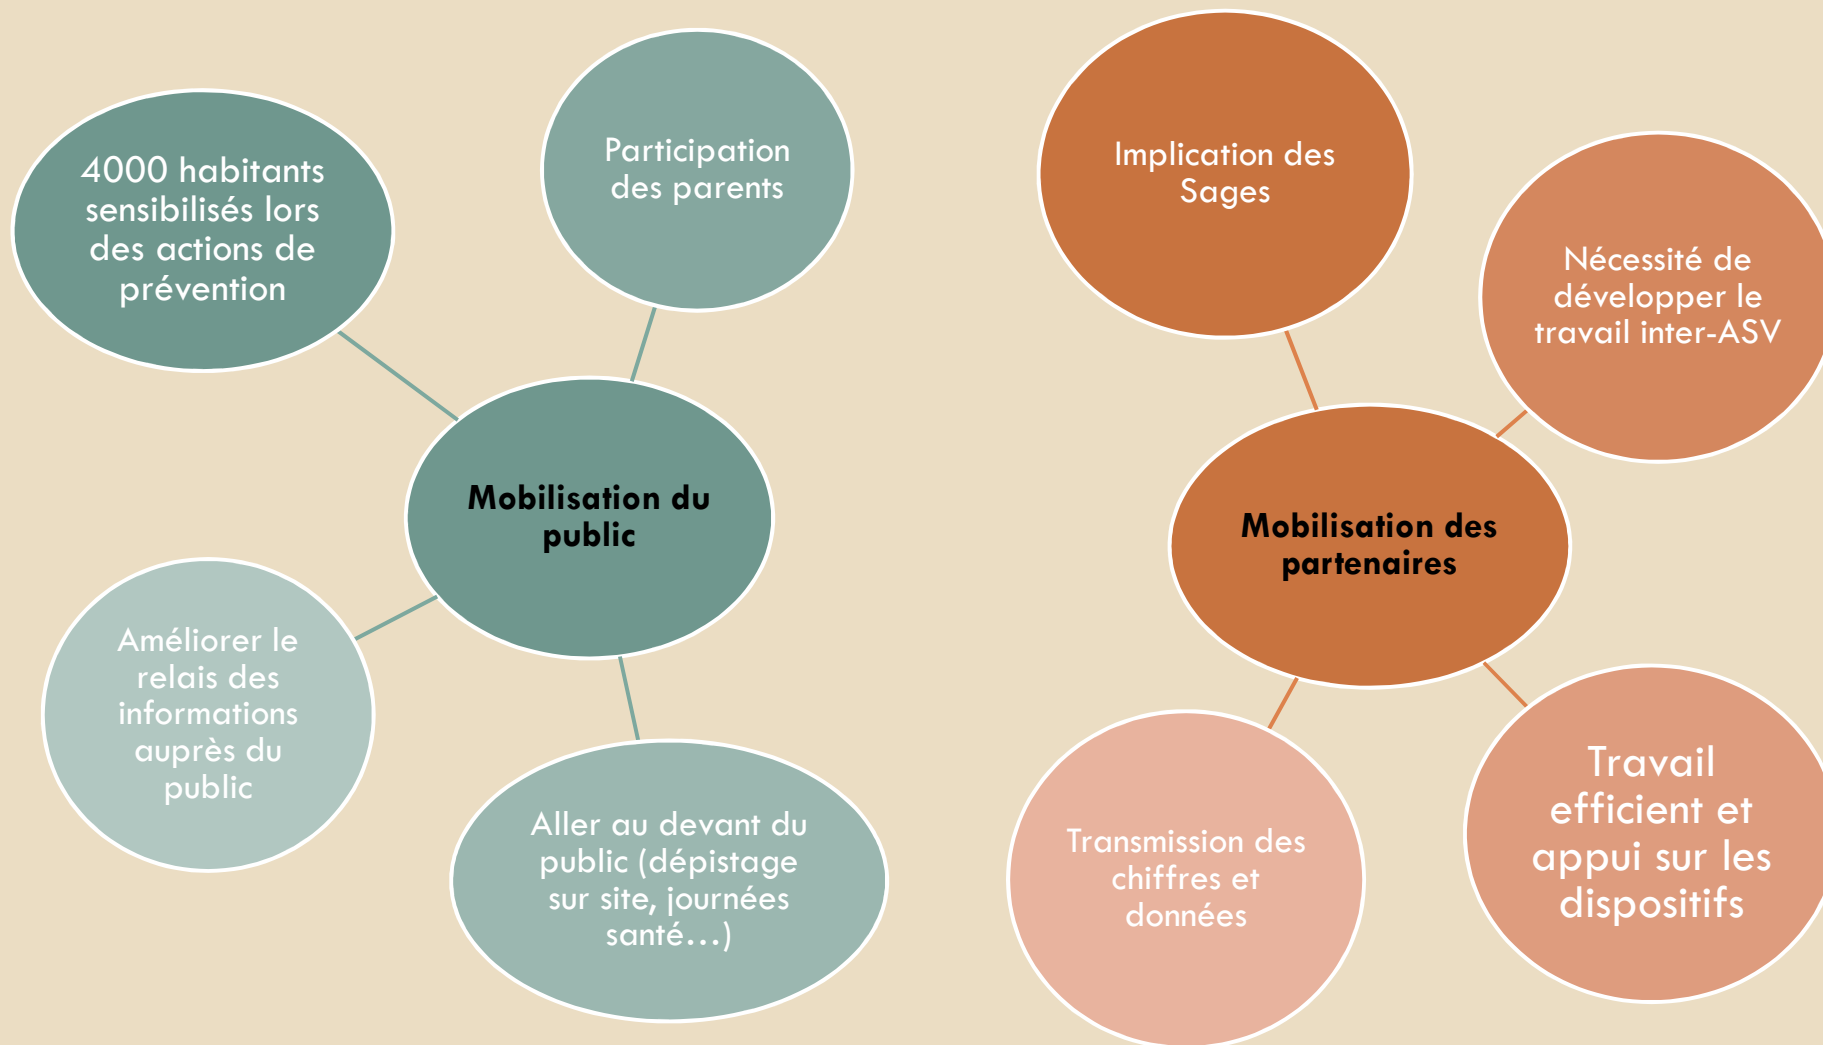 4000 habitants
sensibilisés lors
des actions de
prévention
Participation
des parents
Mobilisation du
public
Améliorer le
relais des
informations
auprès du
public
Aller au devant du
public (dépistage
sur site, journées
santé…)
Implication des
Sages
Nécessité de
développer le
travail inter-ASV
Mobilisation des
partenaires
Transmission des
chiffres et
données
Travail
efficient et
appui sur les
dispositifs